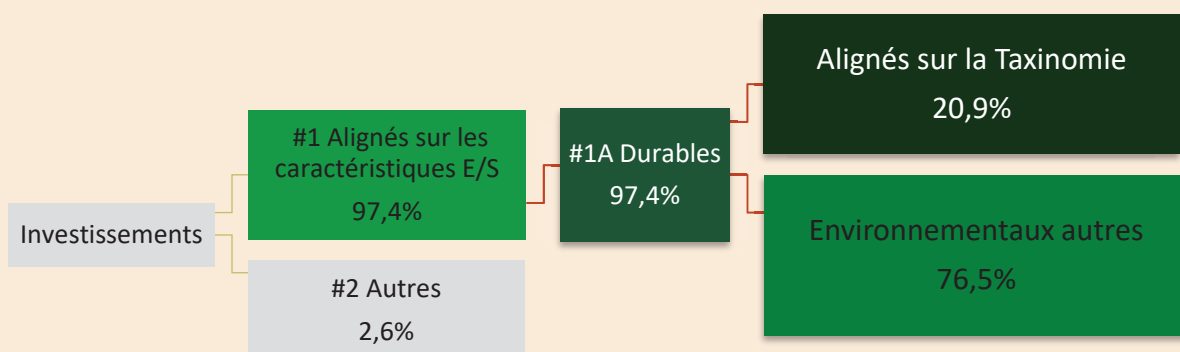 Investissements
#1 Alignés sur les
caractéristiques E/S
97,4%
#2 Autres
2,6%
#1A Durables
97,4%
Alignés sur la Taxinomie
20,9%
Environnementaux autres
76,5%